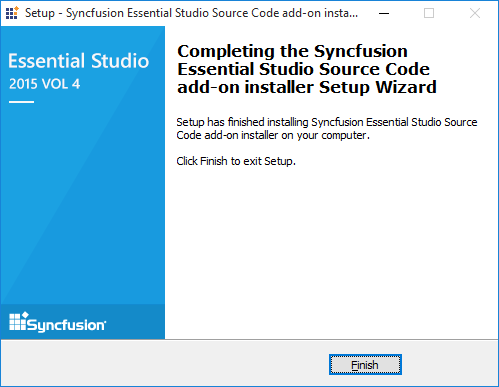 Setup - Syncfusion Essential Studio Source Code add-on insta...
Essential Studio
2015 VOL 4
Completing the Syncfusion
Essential Studio Source Code
add-on installer Setup Wizard
Setup has finished installing Syncfusion Essential Studio Source
Code add-on installer on your computer.
Click Finish to exit Setup.
Syncfusion®
Finish